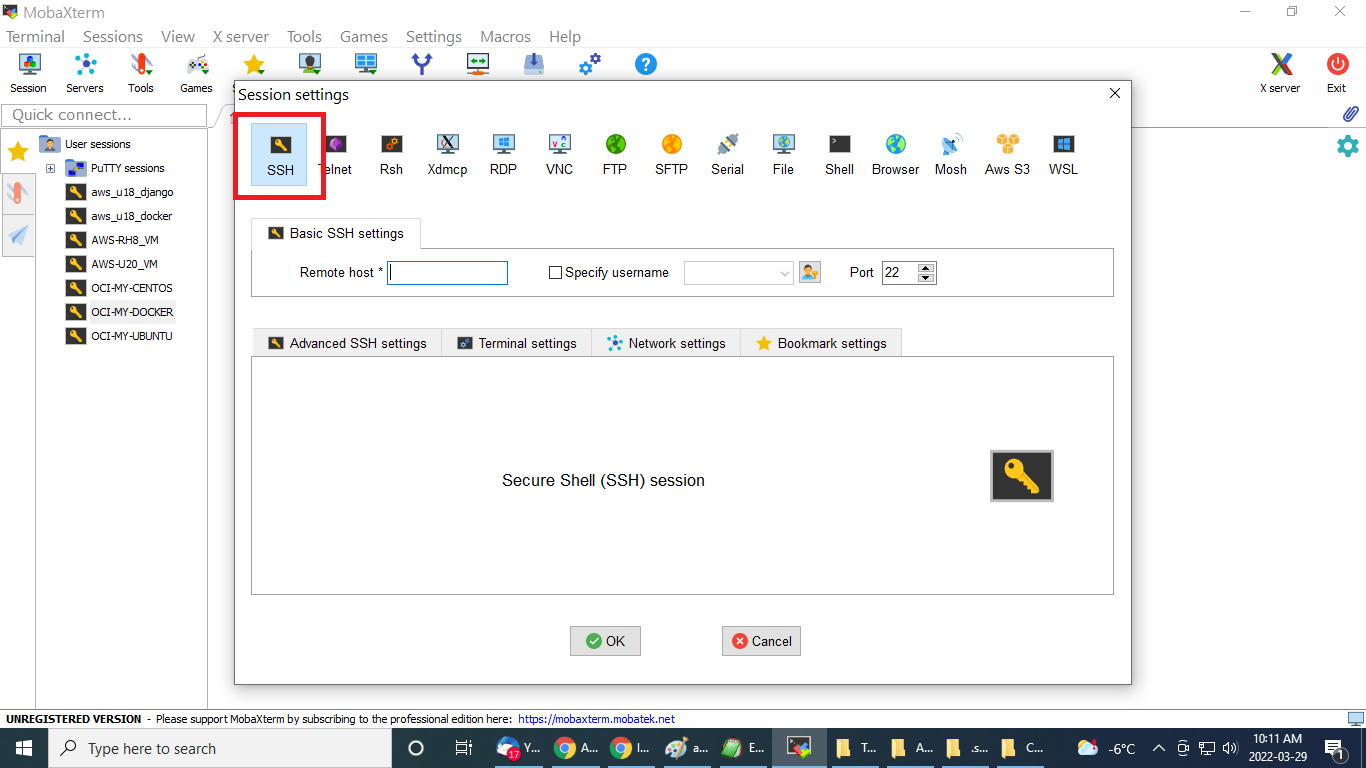 MobaXterm
Terminal Sessions View X server Tools Games Settings Macros Help
Session Servers Tools Games X server Exit
Quick connect...
Session settings
SSH Telnet Rsh Xdmcp RDP VNC FTP SFTP Serial File Shell Browser Mosh Aws S3 WSL
User sessions
PuTTY sessions
aws_u18_django
aws_u18_docker
AWS-RH8_VM
AWS-U20_VM
OCI-MY-CENTOS
OCI-MY-DOCKER
OCI-MY-UBUNTU
Basic SSH settings
Remote host * Specify username Port 22
Advanced SSH settings Terminal settings Network settings Bookmark settings
Secure Shell (SSH) session
OK Cancel
UNREGISTERED VERSION - Please support MobaXterm by subscribing to the professional edition here: https://mobaxterm.mobatek.net
Type here to search 17 Y... A... I... a... E... T... A... .s... C... -6°C 10:11 AM
2022-03-29 1